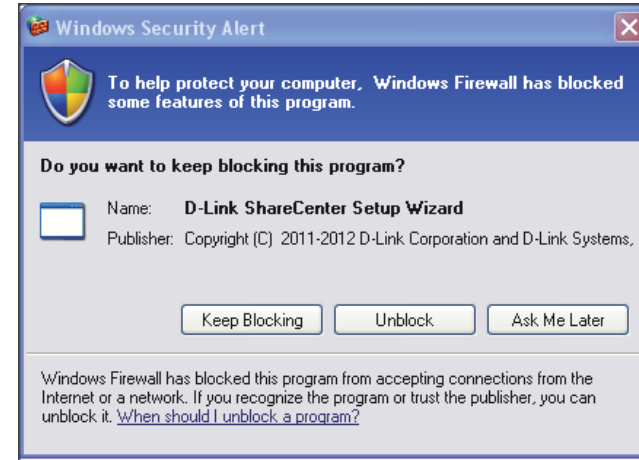 Windows Security Alert
To help protect your computer, Windows Firewall has blocked
some features of this program.
Do you want to keep blocking this program?
Name: D-Link ShareCenter Setup Wizard
Publisher: Copyright (C) 2011-2012 D-Link Corporation and D-Link Systems,
Keep Blocking Unblock Ask Me Later
Windows Firewall has blocked this program from accepting connections from the
Internet or a network. If you recognize the program or trust the publisher, you can
unblock it. When should I unblock a program?